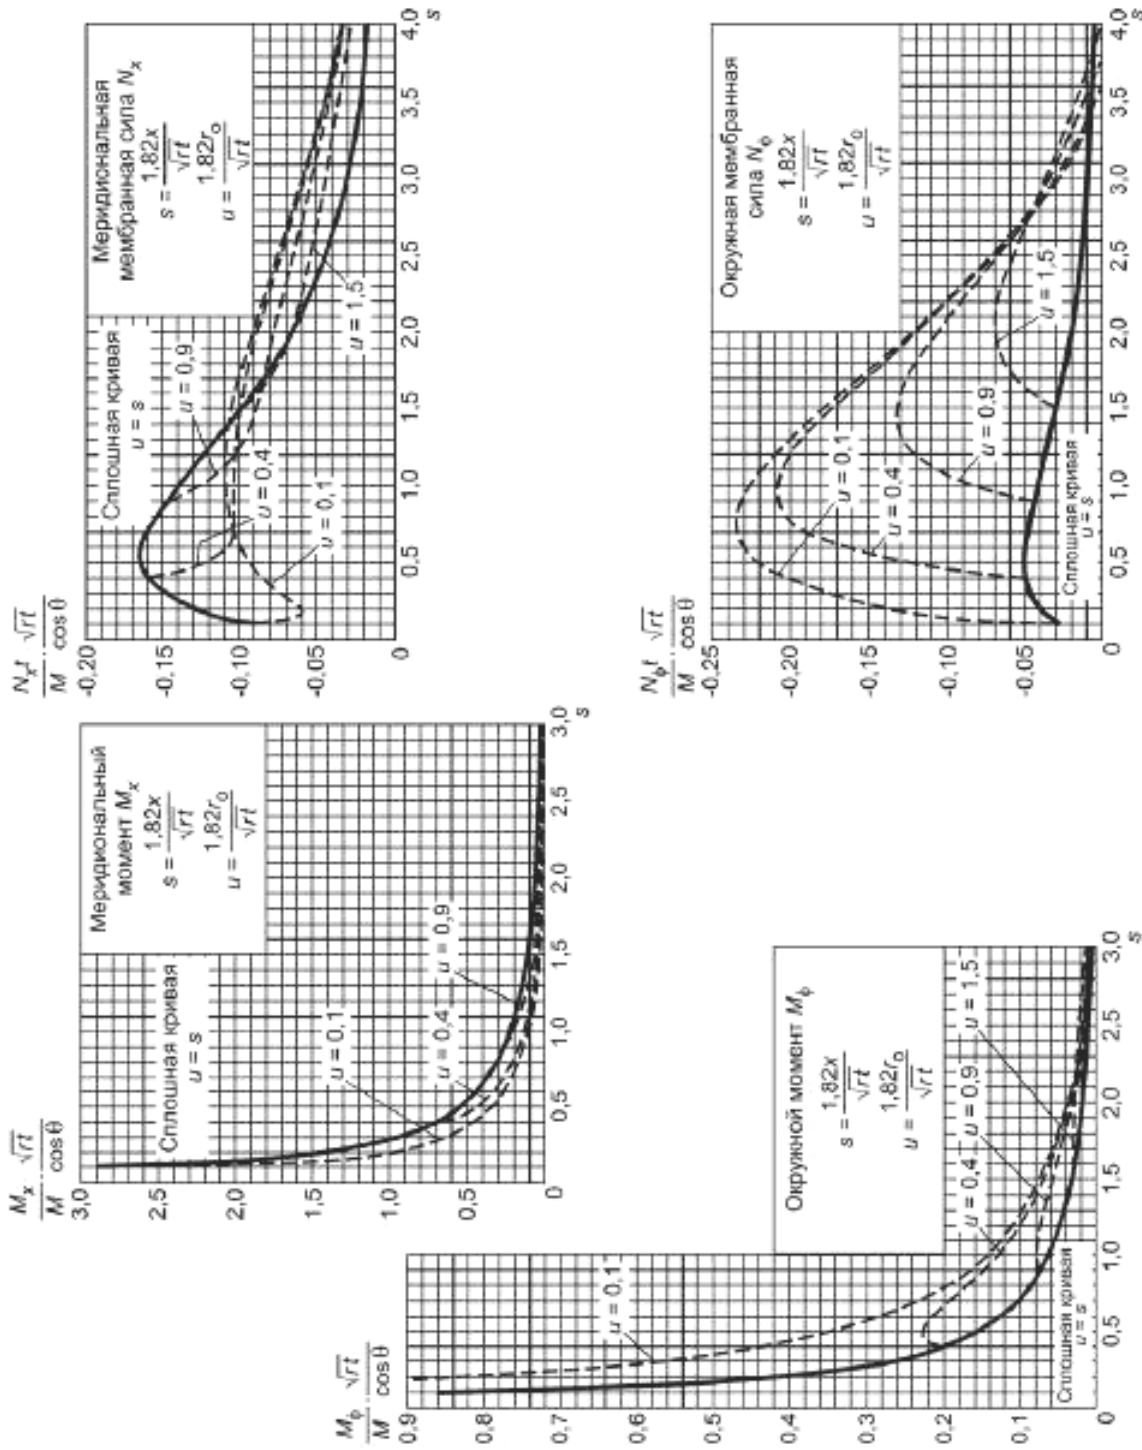 M_x / M · √rt / cos θ
3,0
2,5
2,0
1,5
1,0
0,5
0
0,5
1,0
1,5
2,0
2,5
3,0
s
Сплошная кривая
u = s
u = 0,1
u = 0,4
u = 0,9
Меридиональный
момент M_x
s = 1,82x / √rt
u = 1,82r_o / √rt
N_x t / M · √rt / cos θ
-0,20
-0,15
-0,10
-0,05
0
0,5
1,0
1,5
2,0
2,5
3,0
3,5
4,0
s
Сплошная кривая
u = s
u = 0,9
u = 0,4
u = 0,1
u = 1,5
Меридиональная
мембранная сила N_x
s = 1,82x / √rt
u = 1,82r_o / √rt
M_ϕ / M · √rt / cos θ
0,9
0,8
0,7
0,6
0,5
0,4
0,3
0,2
0,1
0
0,5
1,0
1,5
2,0
2,5
3,0
s
u = 0,1
u = 0,4
u = 0,9
u = 1,5
Сплошная кривая
u = s
Окружной момент M_ϕ
s = 1,82x / √rt
u = 1,82r_o / √rt
N_ϕ t / M · √rt / cos θ
-0,25
-0,20
-0,15
-0,10
-0,05
0
0,5
1,0
1,5
2,0
2,5
3,0
3,5
4,0
s
u = 0,1
u = 0,4
u = 0,9
u = 1,5
Сплошная кривая
u = s
Окружная мембранная
сила N_ϕ
s = 1,82x / √rt
u = 1,82r_o / √rt